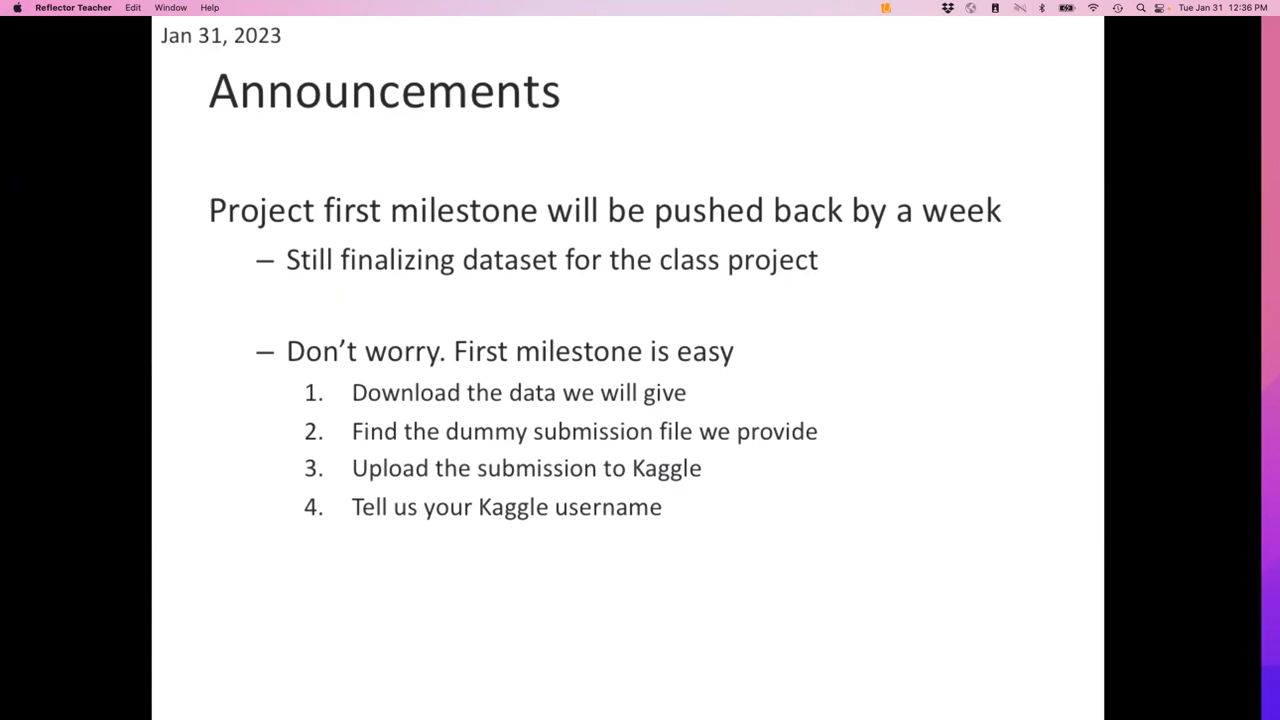 Reflector Teacher Edit Window Help Tue Jan 31 12:36 PM
Jan 31, 2023
Announcements
Project first milestone will be pushed back by a week
– Still finalizing dataset for the class project
– Don't worry. First milestone is easy
1. Download the data we will give
2. Find the dummy submission file we provide
3. Upload the submission to Kaggle
4. Tell us your Kaggle username